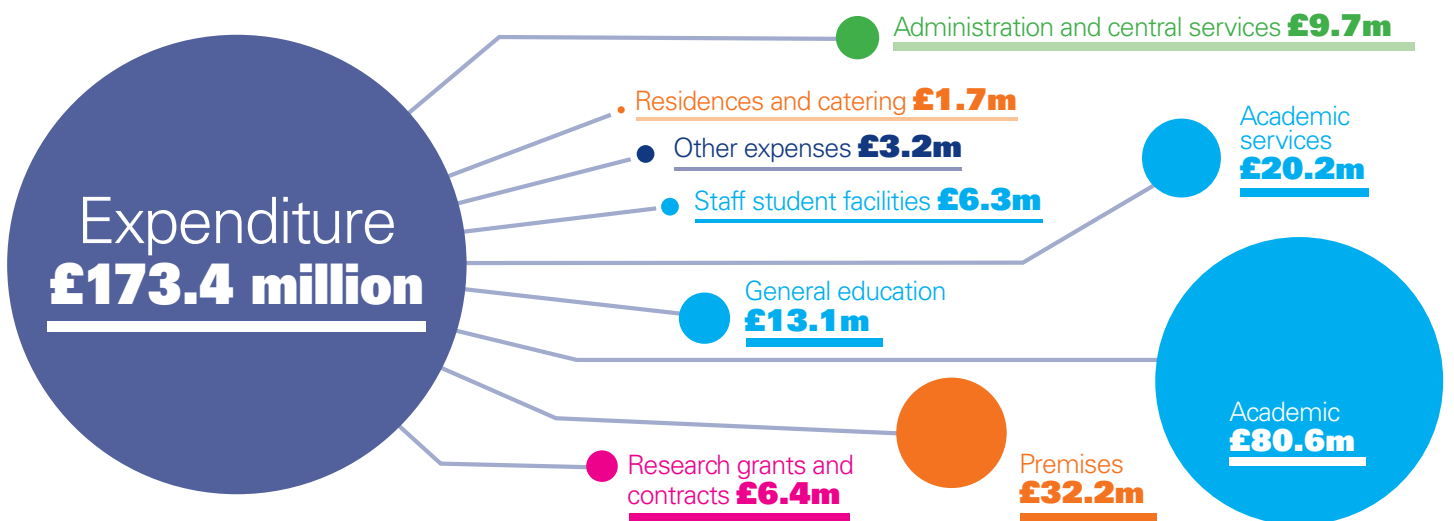 Expenditure
£173.4 million
Administration and central services £9.7m
Residences and catering £1.7m
Other expenses £3.2m
Staff student facilities £6.3m
Academic
services
£20.2m
General education
£13.1m
Academic
£80.6m
Premises
£32.2m
Research grants and
contracts £6.4m